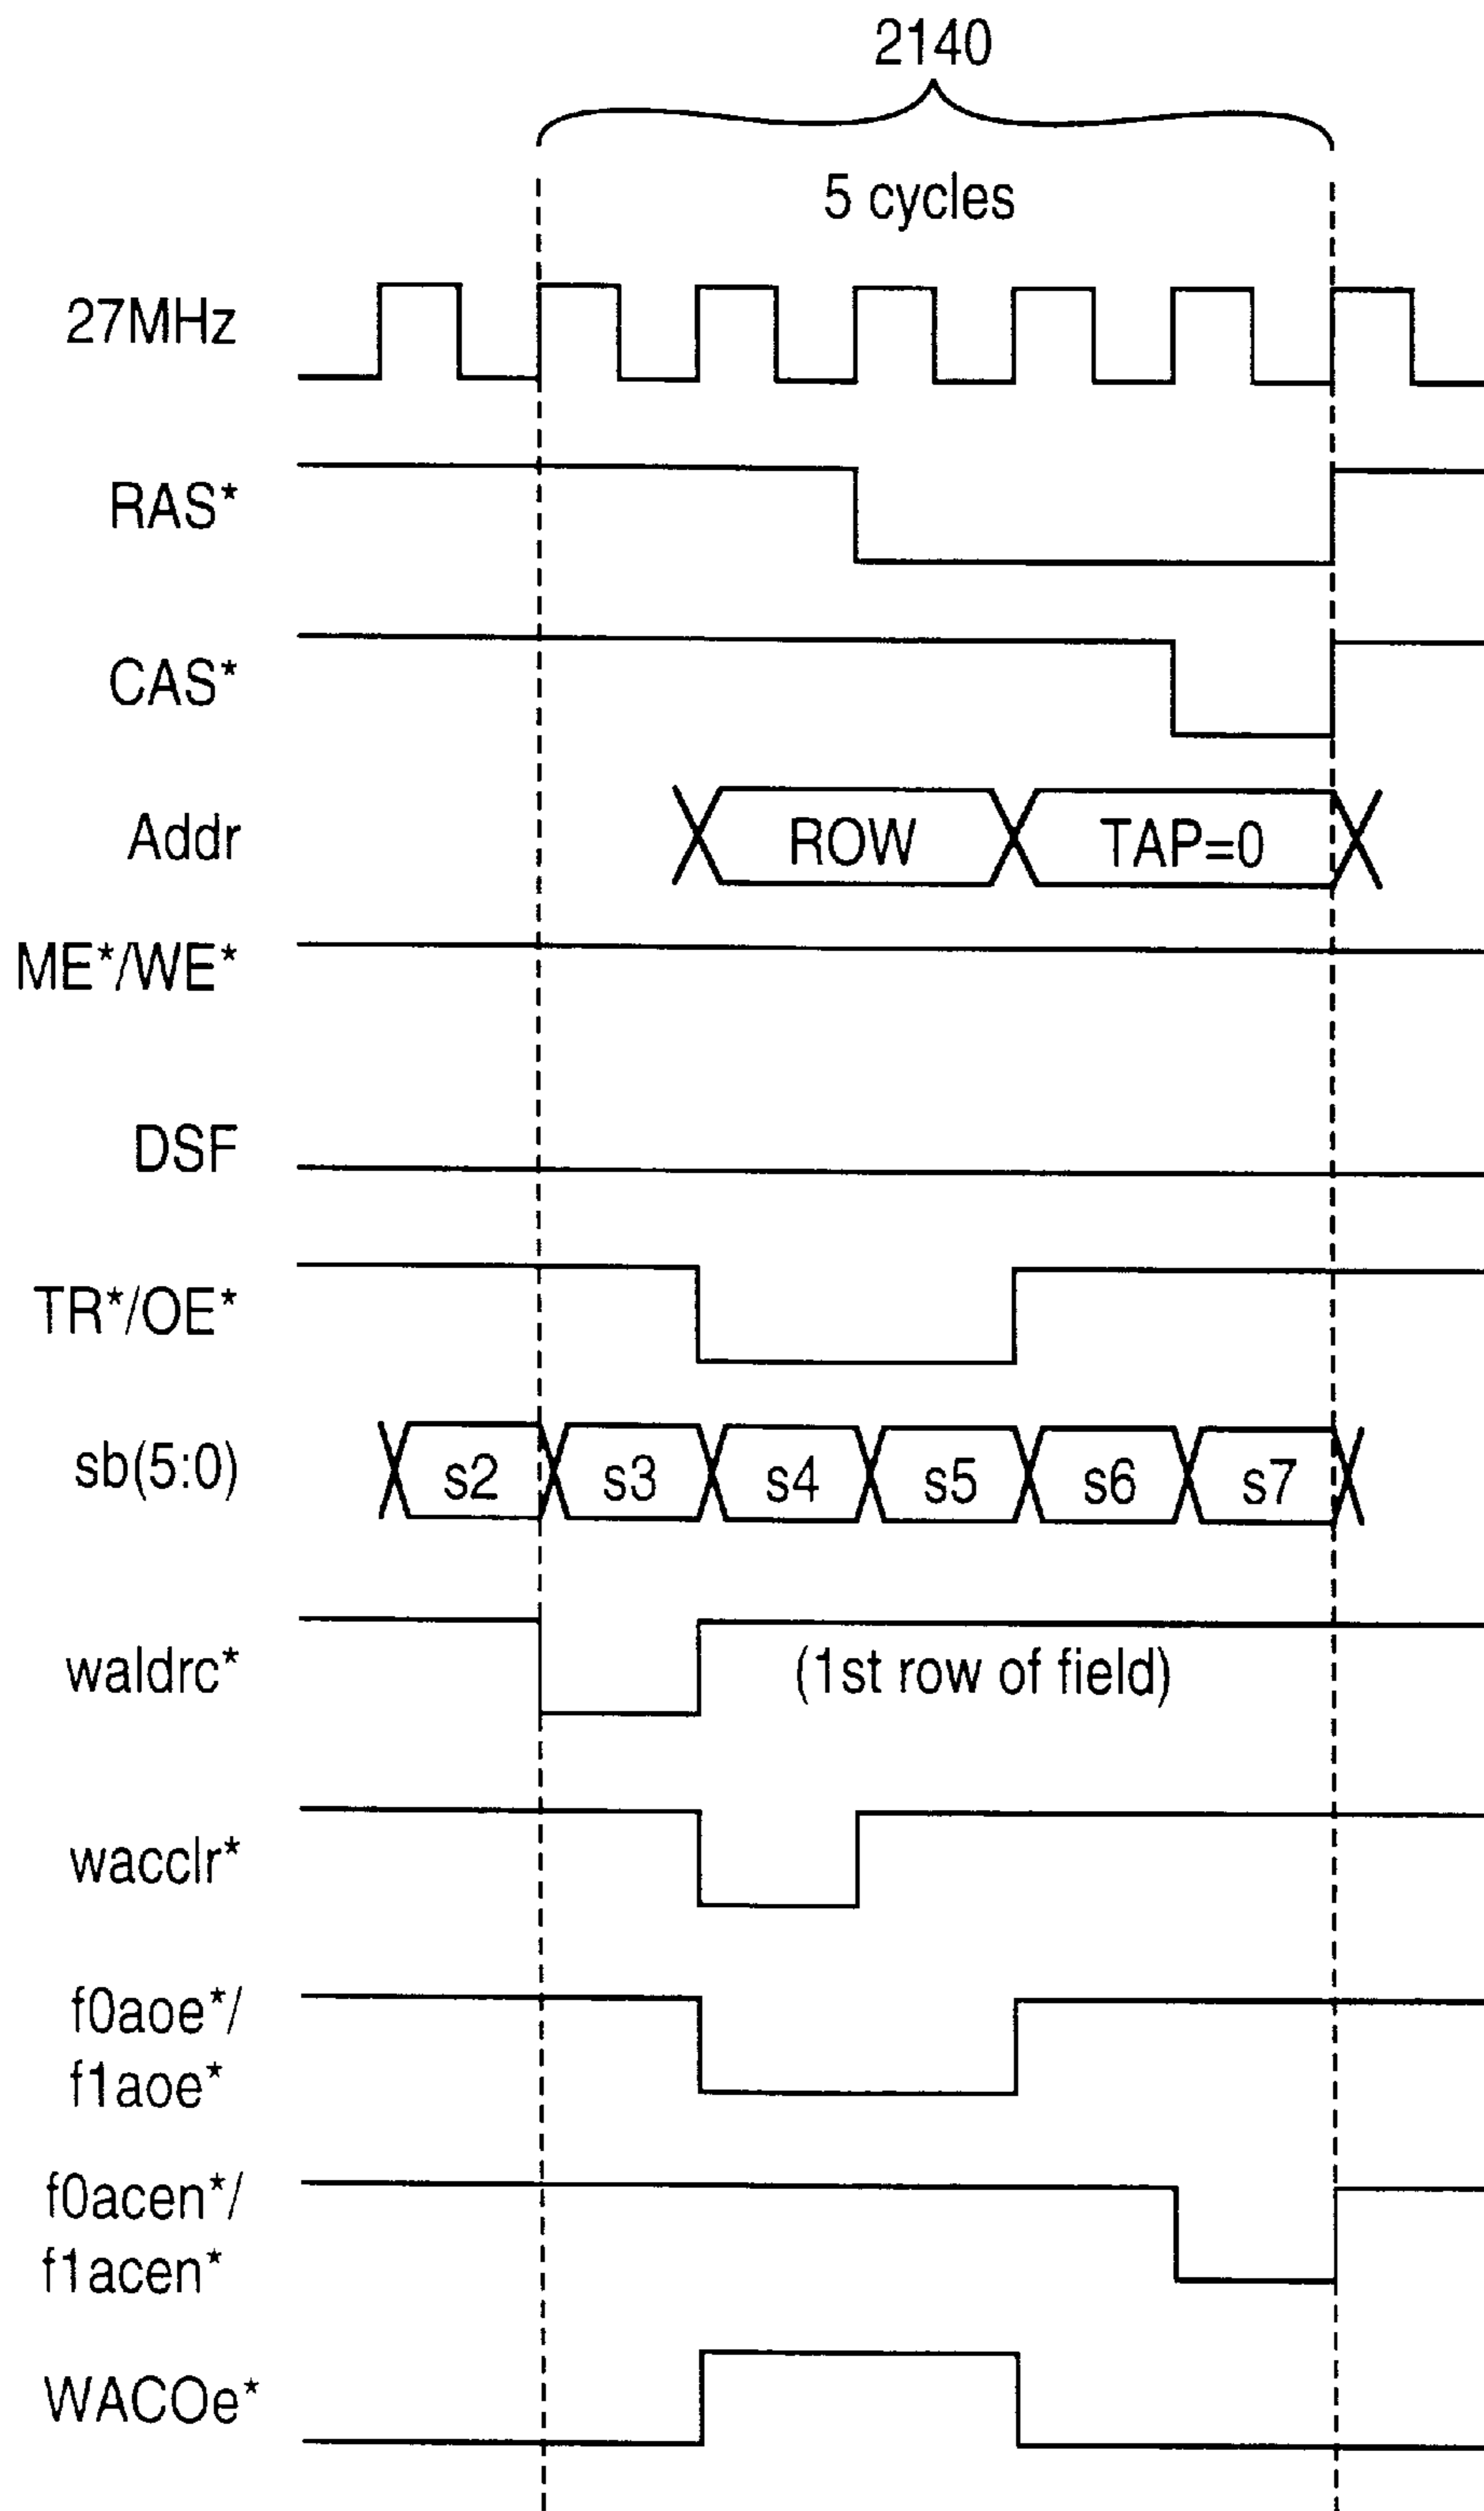 2140
5 cycles
27MHz
RAS*
CAS*
Addr ROW TAP=0
ME*/WE*
DSF
TR*/OE*
sb(5:0) s2 s3 s4 s5 s6 s7
waldrc* (1st row of field)
wacclr*
f0aoe*/
f1aoe*
f0acen*/
f1acen*
WACOe*